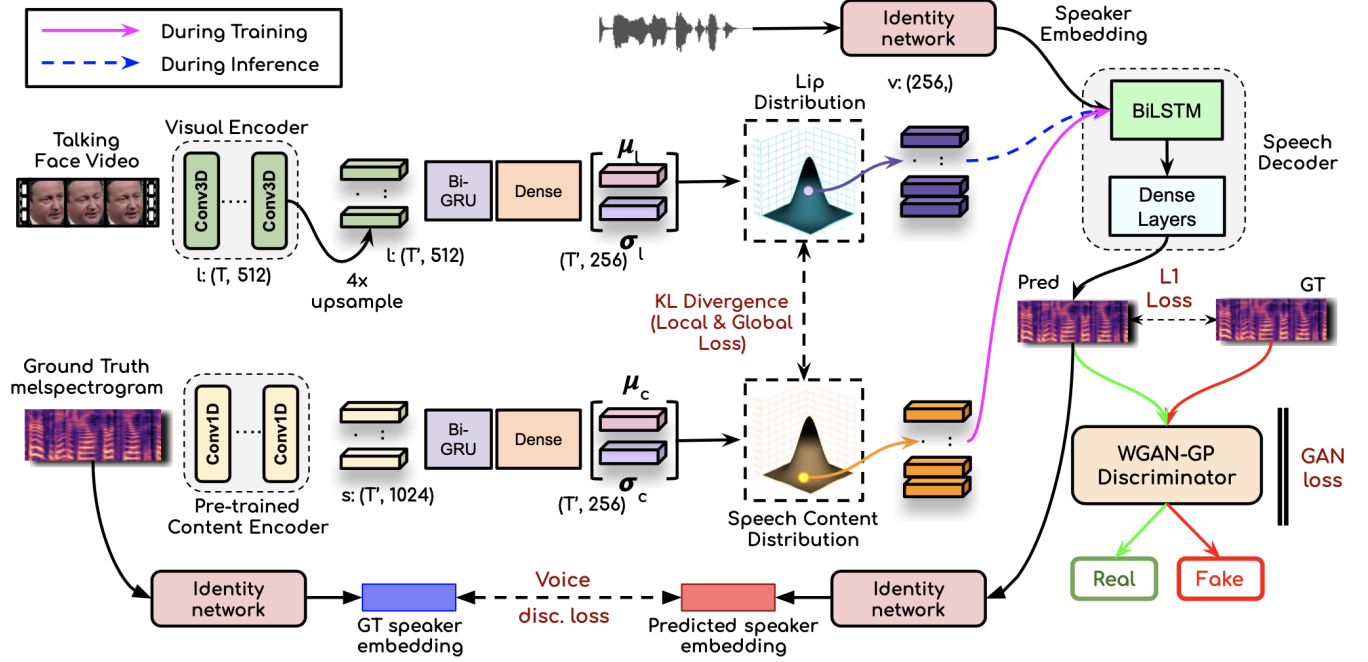 During Training
During Inference
Identity
network
Speaker
Embedding
v: (256,)
Talking
Face Video
Visual Encoder
Conv3D
....
Conv3D
l: (T, 512)
4x
upsample
l: (T', 512)
Bi-
GRU
Dense
μ l
σ l
(T', 256)
Lip
Distribution
BiLSTM
Dense
Layers
Speech
Decoder
KL Divergence
(Local & Global
Loss)
Pred
L1
Loss
GT
Ground Truth
melspectrogram
Conv1D
....
Conv1D
Pre-trained
Content Encoder
s: (T', 1024)
Bi-
GRU
Dense
μ c
σ c
(T', 256)
Speech Content
Distribution
WGAN-GP
Discriminator
GAN
loss
Real
Fake
Identity
network
GT speaker
embedding
Voice
disc. loss
Predicted speaker
embedding
Identity
network